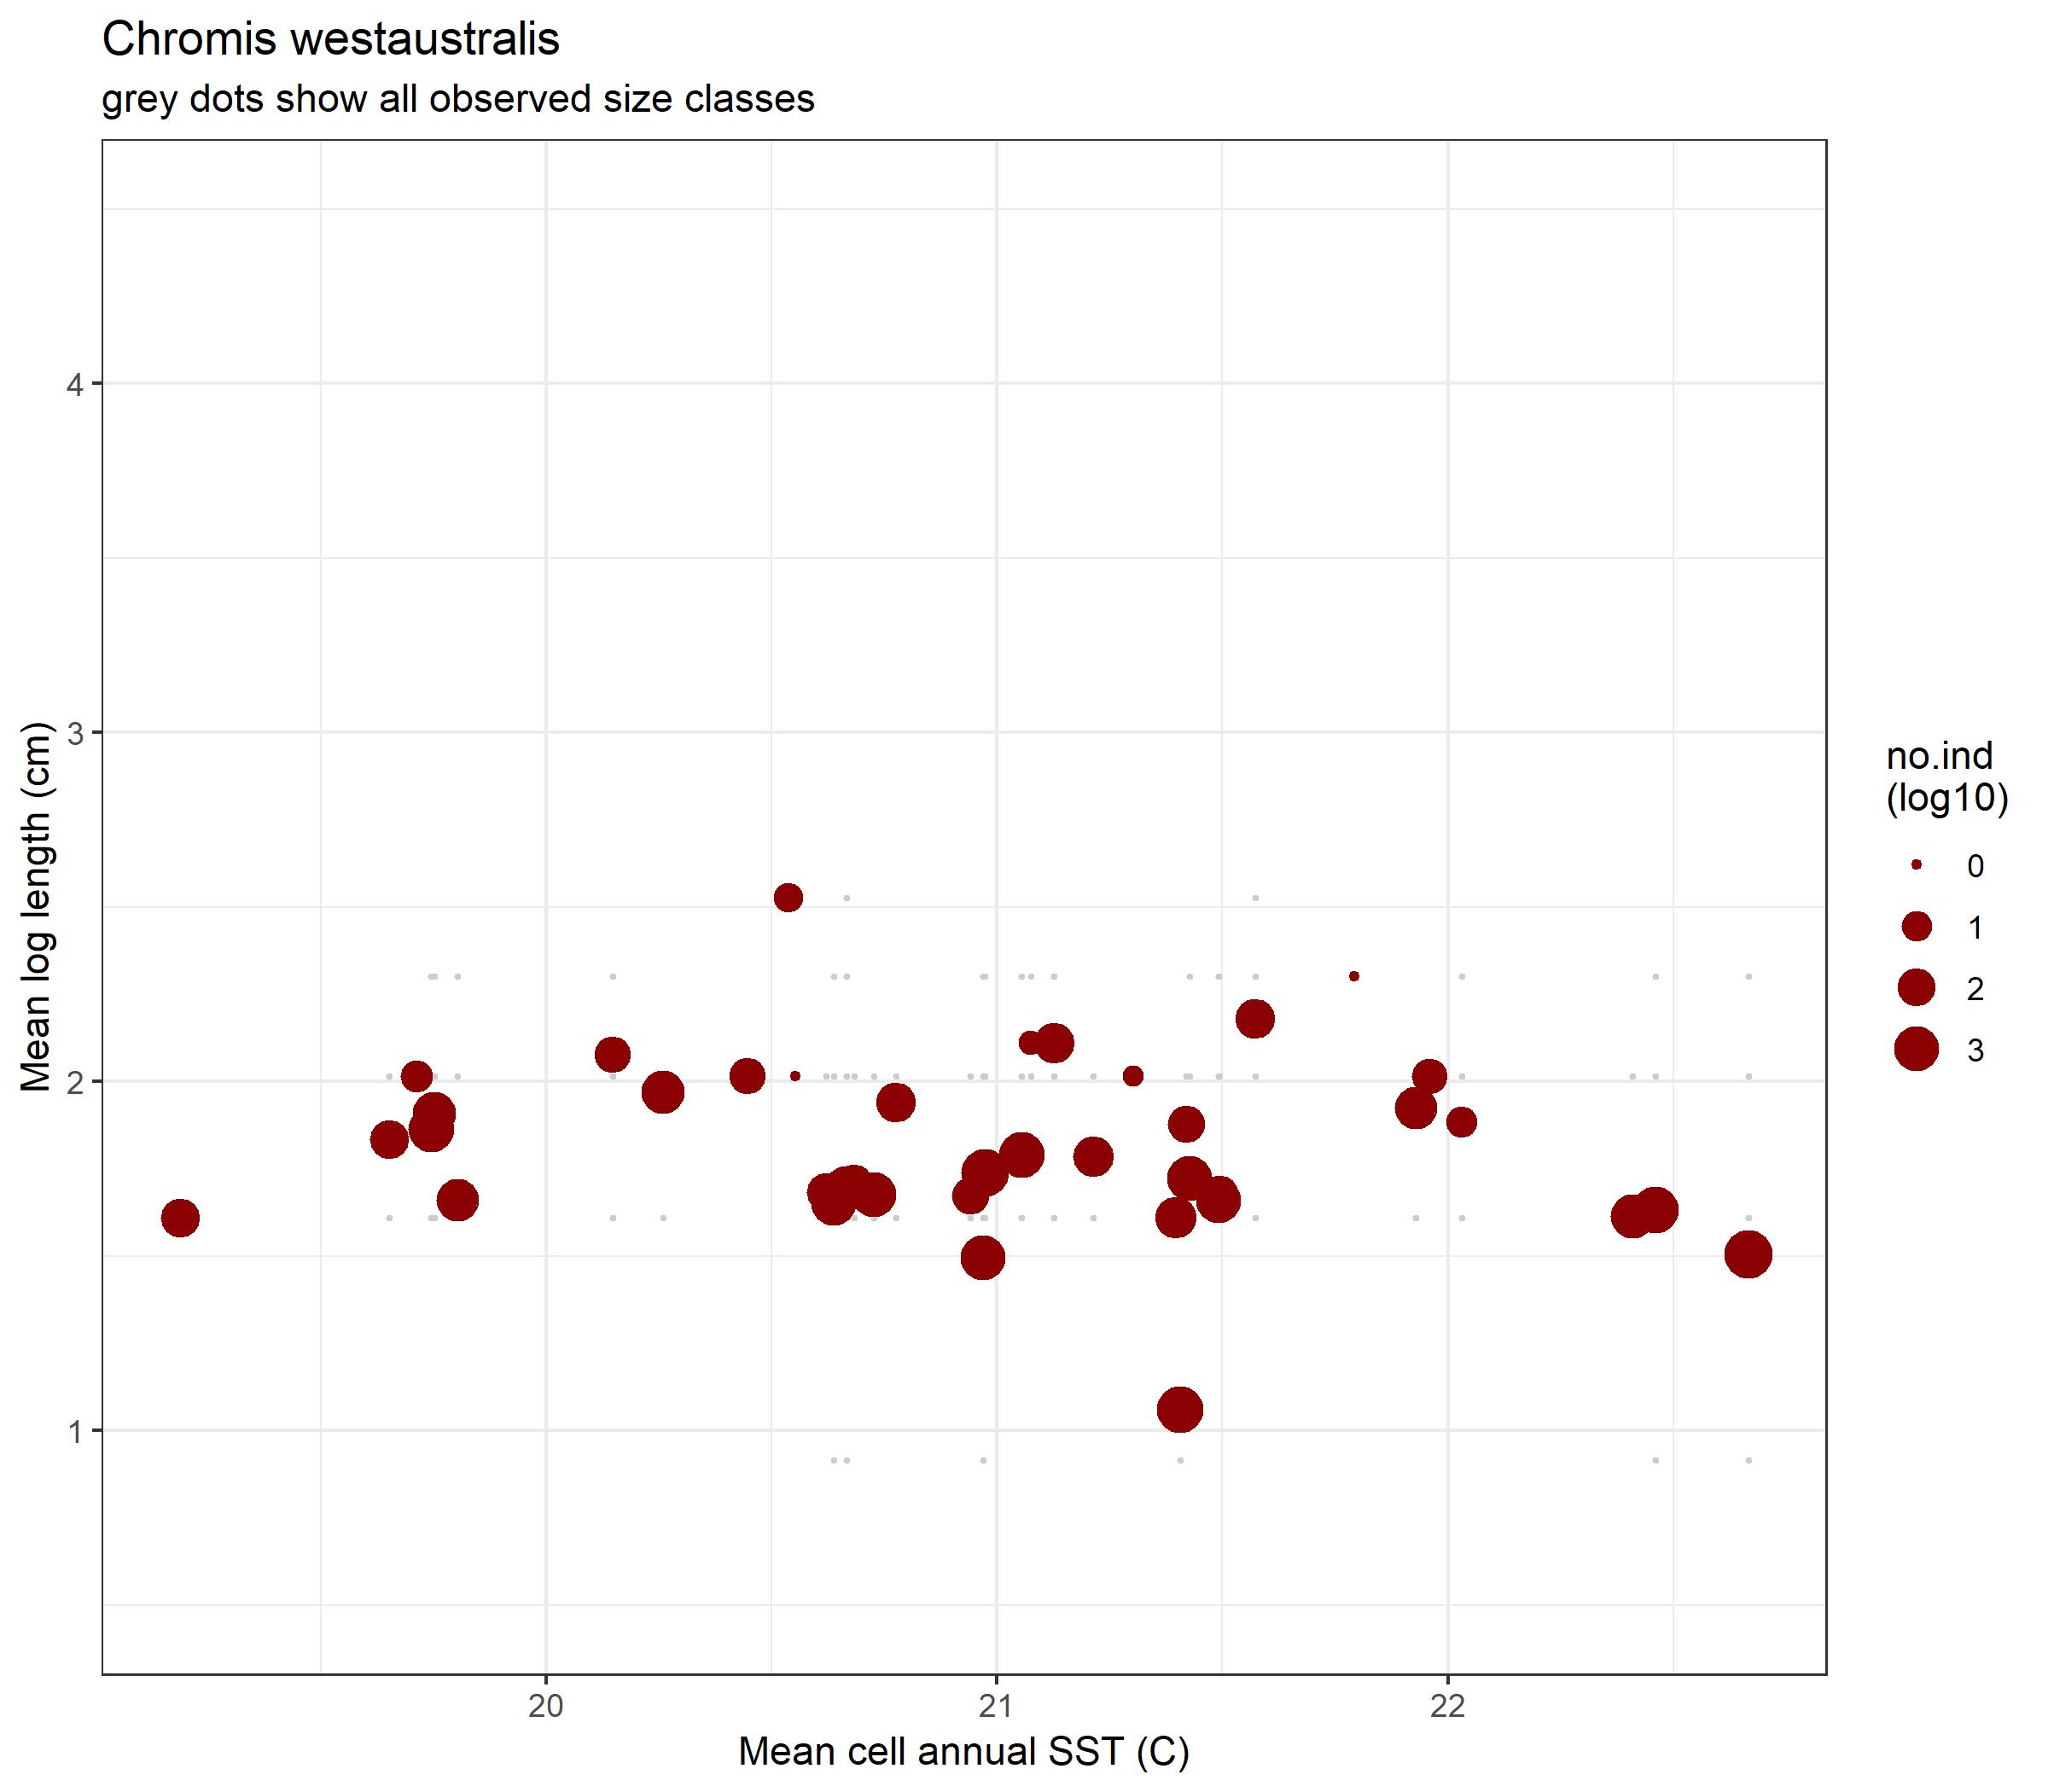 Chromis westaustralis
grey dots show all observed size classes
4
3
2
1
Mean log length (cm)
20
21
22
Mean cell annual SST (C)
no.ind
(log10)
0
1
2
3